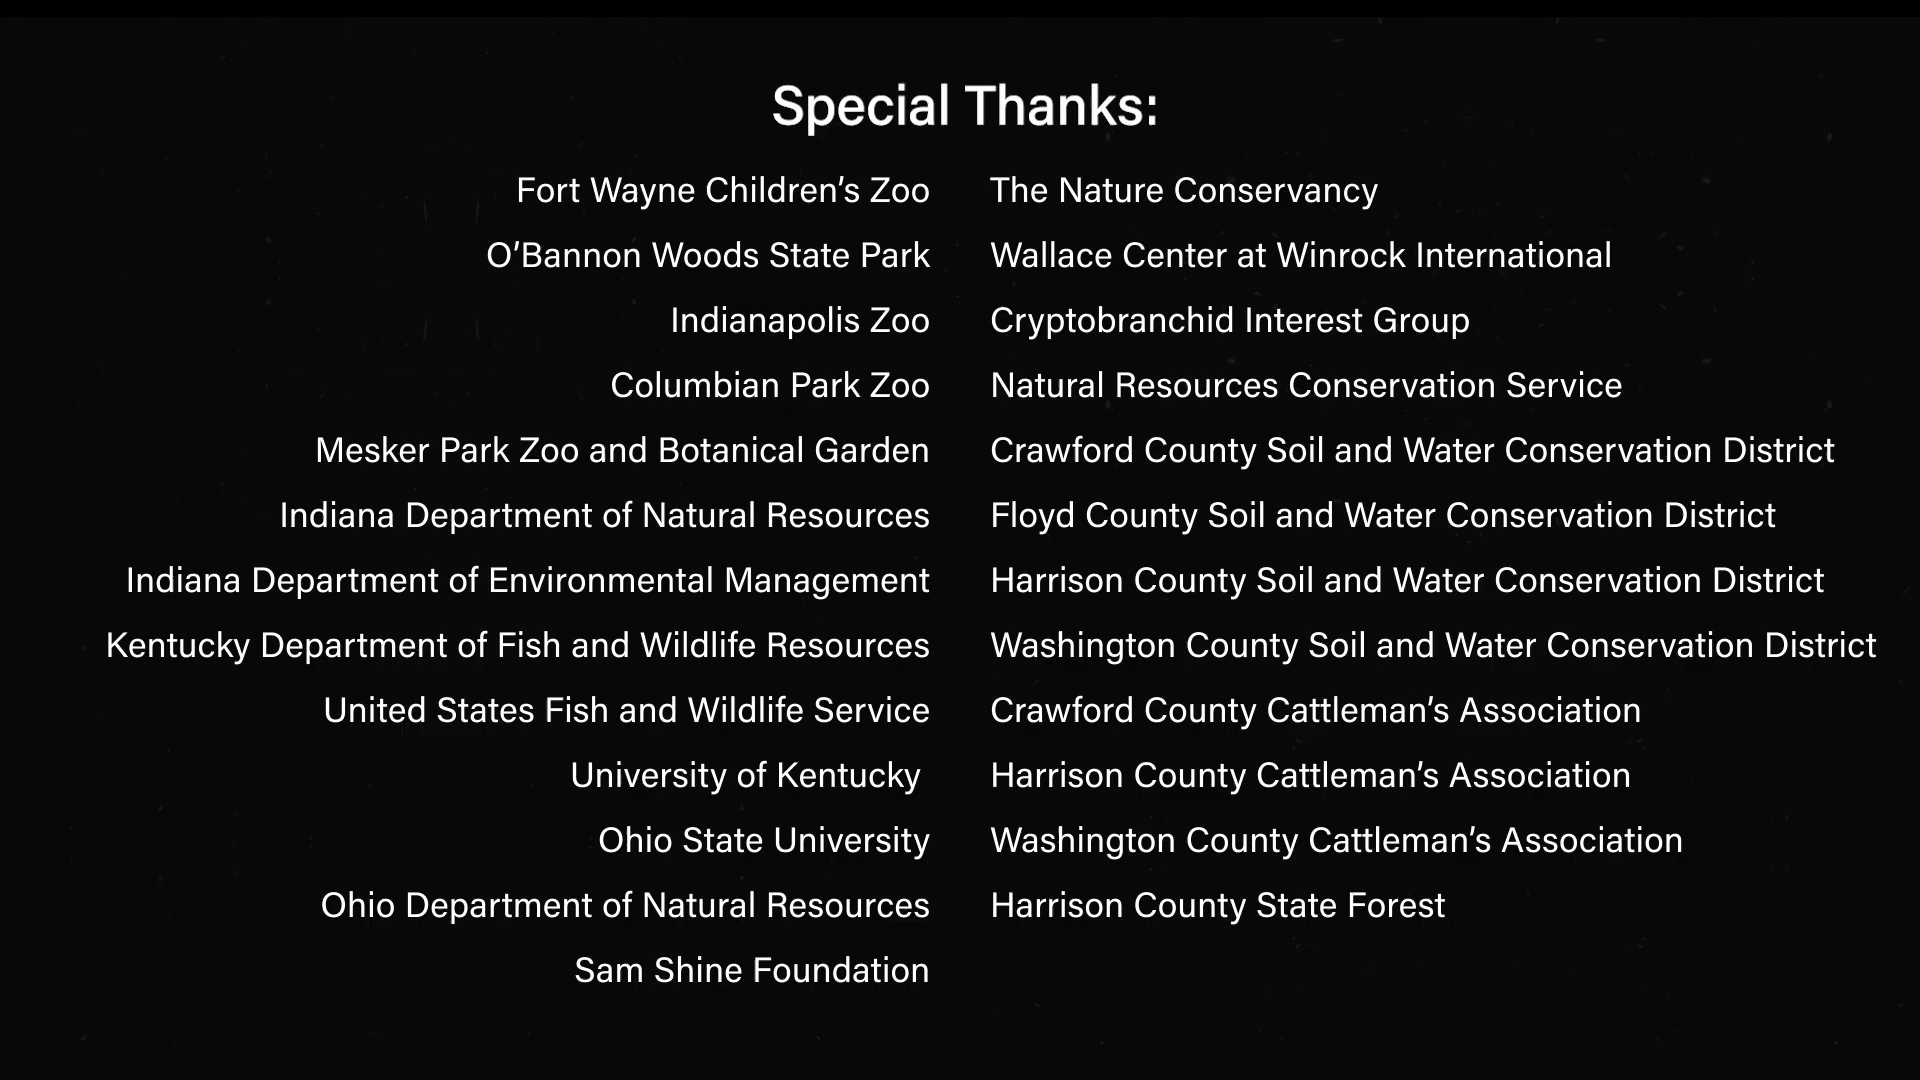 Special Thanks:
Fort Wayne Children’s Zoo
O’Bannon Woods State Park
Indianapolis Zoo
Columbian Park Zoo
Mesker Park Zoo and Botanical Garden
Indiana Department of Natural Resources
Indiana Department of Environmental Management
Kentucky Department of Fish and Wildlife Resources
United States Fish and Wildlife Service
University of Kentucky
Ohio State University
Ohio Department of Natural Resources
Sam Shine Foundation
The Nature Conservancy
Wallace Center at Winrock International
Cryptobranchid Interest Group
Natural Resources Conservation Service
Crawford County Soil and Water Conservation District
Floyd County Soil and Water Conservation District
Harrison County Soil and Water Conservation District
Washington County Soil and Water Conservation District
Crawford County Cattleman’s Association
Harrison County Cattleman’s Association
Washington County Cattleman’s Association
Harrison County State Forest